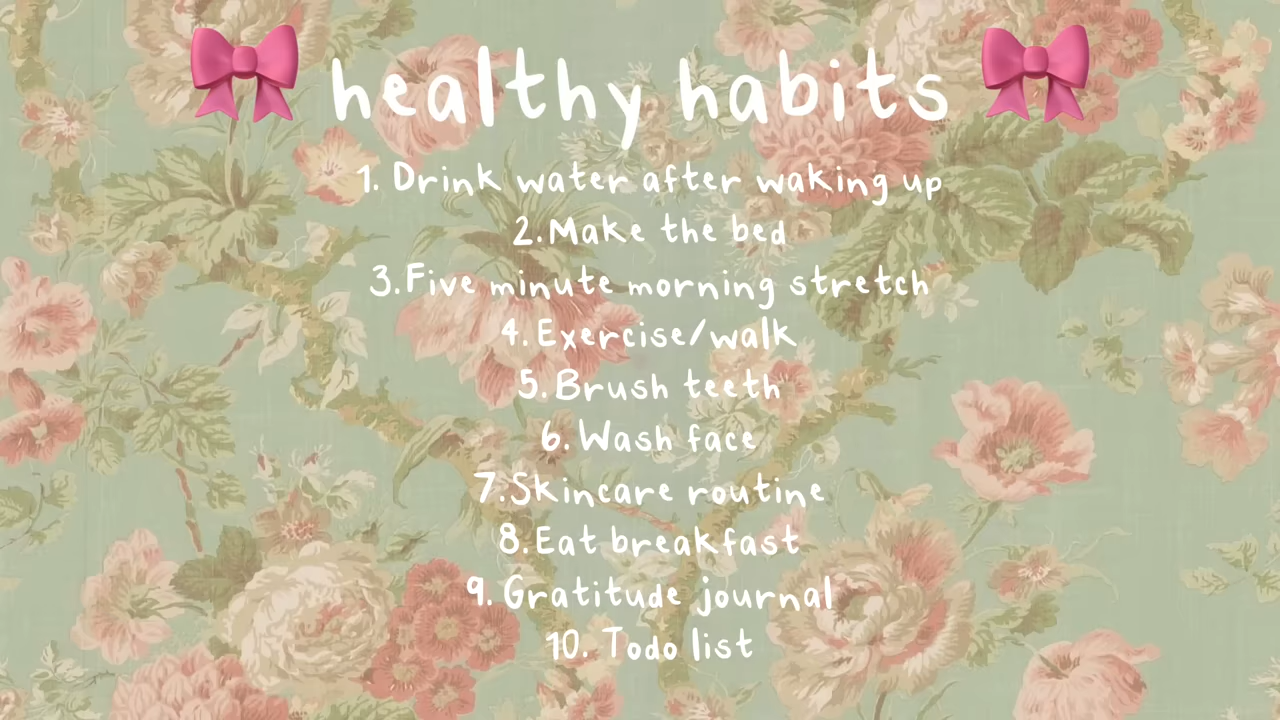 healthy habits
1. Drink water after waking up
2.Make the bed
3.Five minute morning stretch
4. Exercise/walk
5.Brush teeth
6. Wash face
7.Skincare routine
8.Eat breakfast
9. Gratitude journal
10. Todo list